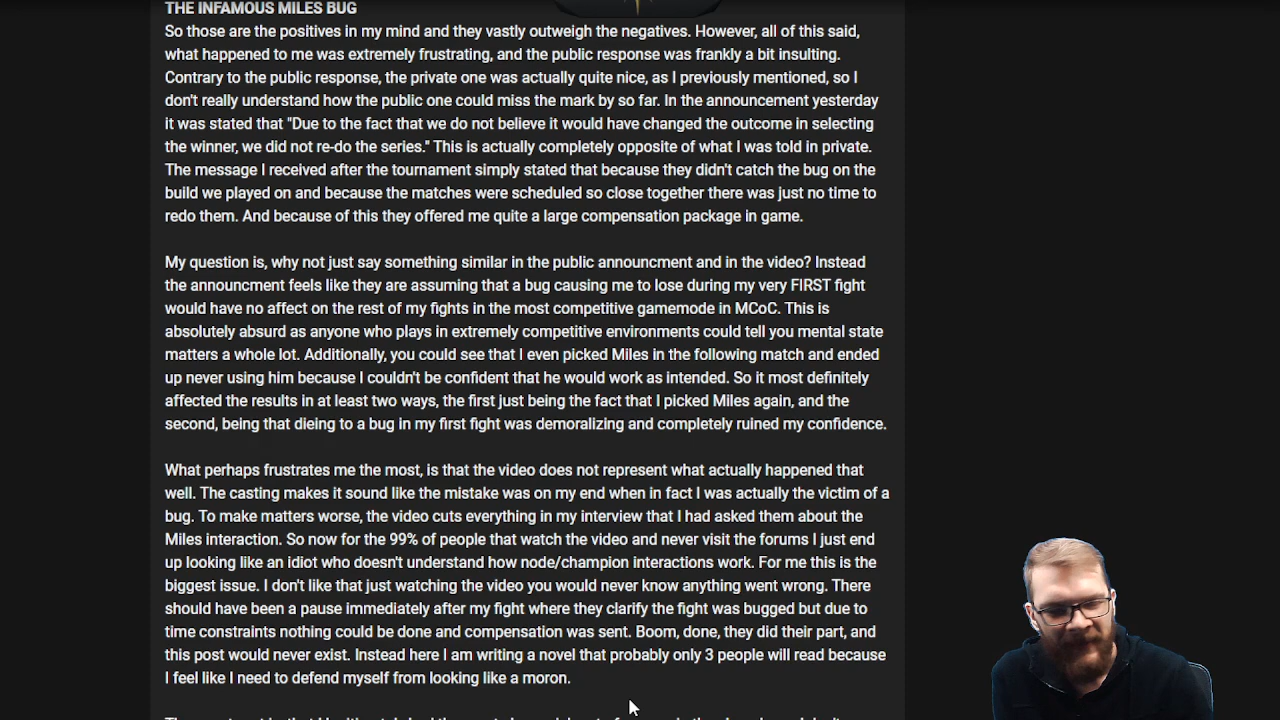 THE INFAMOUS MILES BUG
So those are the positives in my mind and they vastly outweigh the negatives. However, all of this said,
what happened to me was extremely frustrating, and the public response was frankly a bit insulting.
Contrary to the public response, the private one was actually quite nice, as I previously mentioned, so I
don't really understand how the public one could miss the mark by so far. In the announcement yesterday
it was stated that "Due to the fact that we do not believe it would have changed the outcome in selecting
the winner, we did not re-do the series." This is actually completely opposite of what I was told in private.
The message I received after the tournament simply stated that because they didn't catch the bug on the
build we played on and because the matches were scheduled so close together there was just no time to
redo them. And because of this they offered me quite a large compensation package in game.
My question is, why not just say something similar in the public announcment and in the video? Instead
the announcment feels like they are assuming that a bug causing me to lose during my very FIRST fight
would have no affect on the rest of my fights in the most competitive gamemode in MCoC. This is
absolutely absurd as anyone who plays in extremely competitive environments could tell you mental state
matters a whole lot. Additionally, you could see that I even picked Miles in the following match and ended
up never using him because I couldn't be confident that he would work as intended. So it most definitely
affected the results in at least two ways, the first just being the fact that I picked Miles again, and the
second, being that dieing to a bug in my first fight was demoralizing and completely ruined my confidence.
What perhaps frustrates me the most, is that the video does not represent what actually happened that
well. The casting makes it sound like the mistake was on my end when in fact I was actually the victim of a
bug. To make matters worse, the video cuts everything in my interview that I had asked them about the
Miles interaction. So now for the 99% of people that watch the video and never visit the forums I just end
up looking like an idiot who doesn't understand how node/champion interactions work. For me this is the
biggest issue. I don't like that just watching the video you would never know anything went wrong. There
should have been a pause immediately after my fight where they clarify the fight was bugged but due to
time constraints nothing could be done and compensation was sent. Boom, done, they did their part, and
this post would never exist. Instead here I am writing a novel that probably only 3 people will read because
I feel like I need to defend myself from looking like a moron.